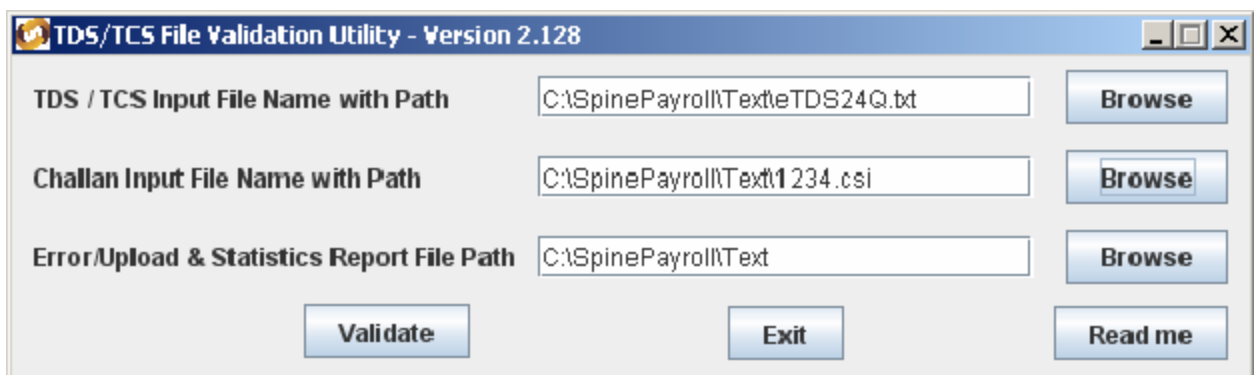 TDS/TCS File Validation Utility - Version 2.128
TDS / TCS Input File Name with Path C:\SpinePayroll\Text\eTDS24Q.txt Browse
Challan Input File Name with Path C:\SpinePayroll\Text\1234.csi Browse
Error/Upload & Statistics Report File Path C:\SpinePayroll\Text Browse
Validate Exit Read me